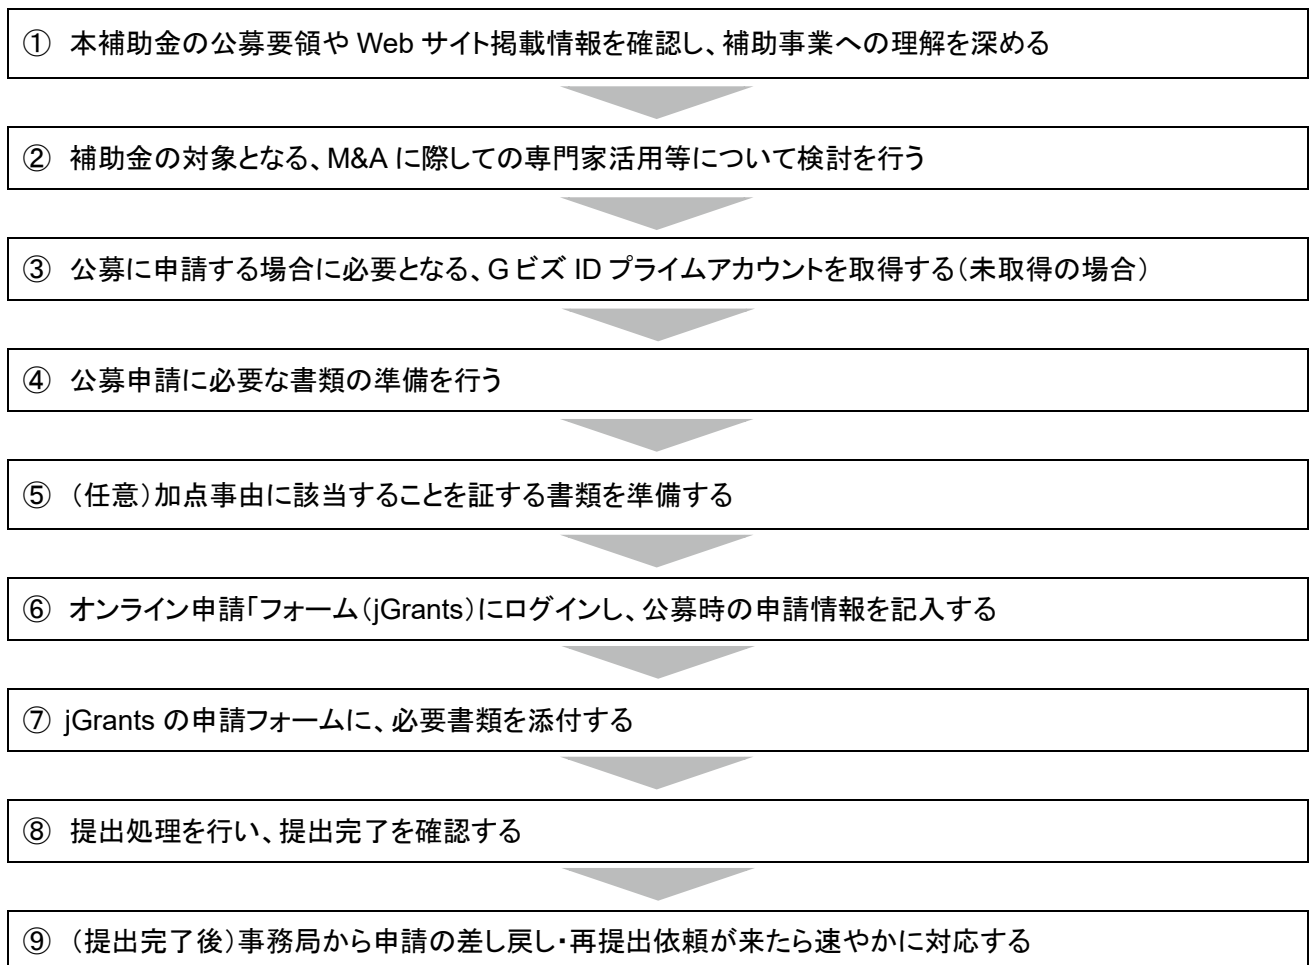 ① 本補助金の公募要領や Web サイト掲載情報を確認し、補助事業への理解を深める
② 補助金の対象となる、M&A に際しての専門家活用等について検討を行う
③ 公募に申請する場合に必要となる、G ビズ ID プライムアカウントを取得する（未取得の場合）
④ 公募申請に必要な書類の準備を行う
⑤ （任意）加点事由に該当することを証する書類を準備する
⑥ オンライン申請「フォーム（jGrants）にログインし、公募時の申請情報を記入する
⑦ jGrants の申請フォームに、必要書類を添付する
⑧ 提出処理を行い、提出完了を確認する
⑨ （提出完了後）事務局から申請の差し戻し・再提出依頼が来たら速やかに対応する